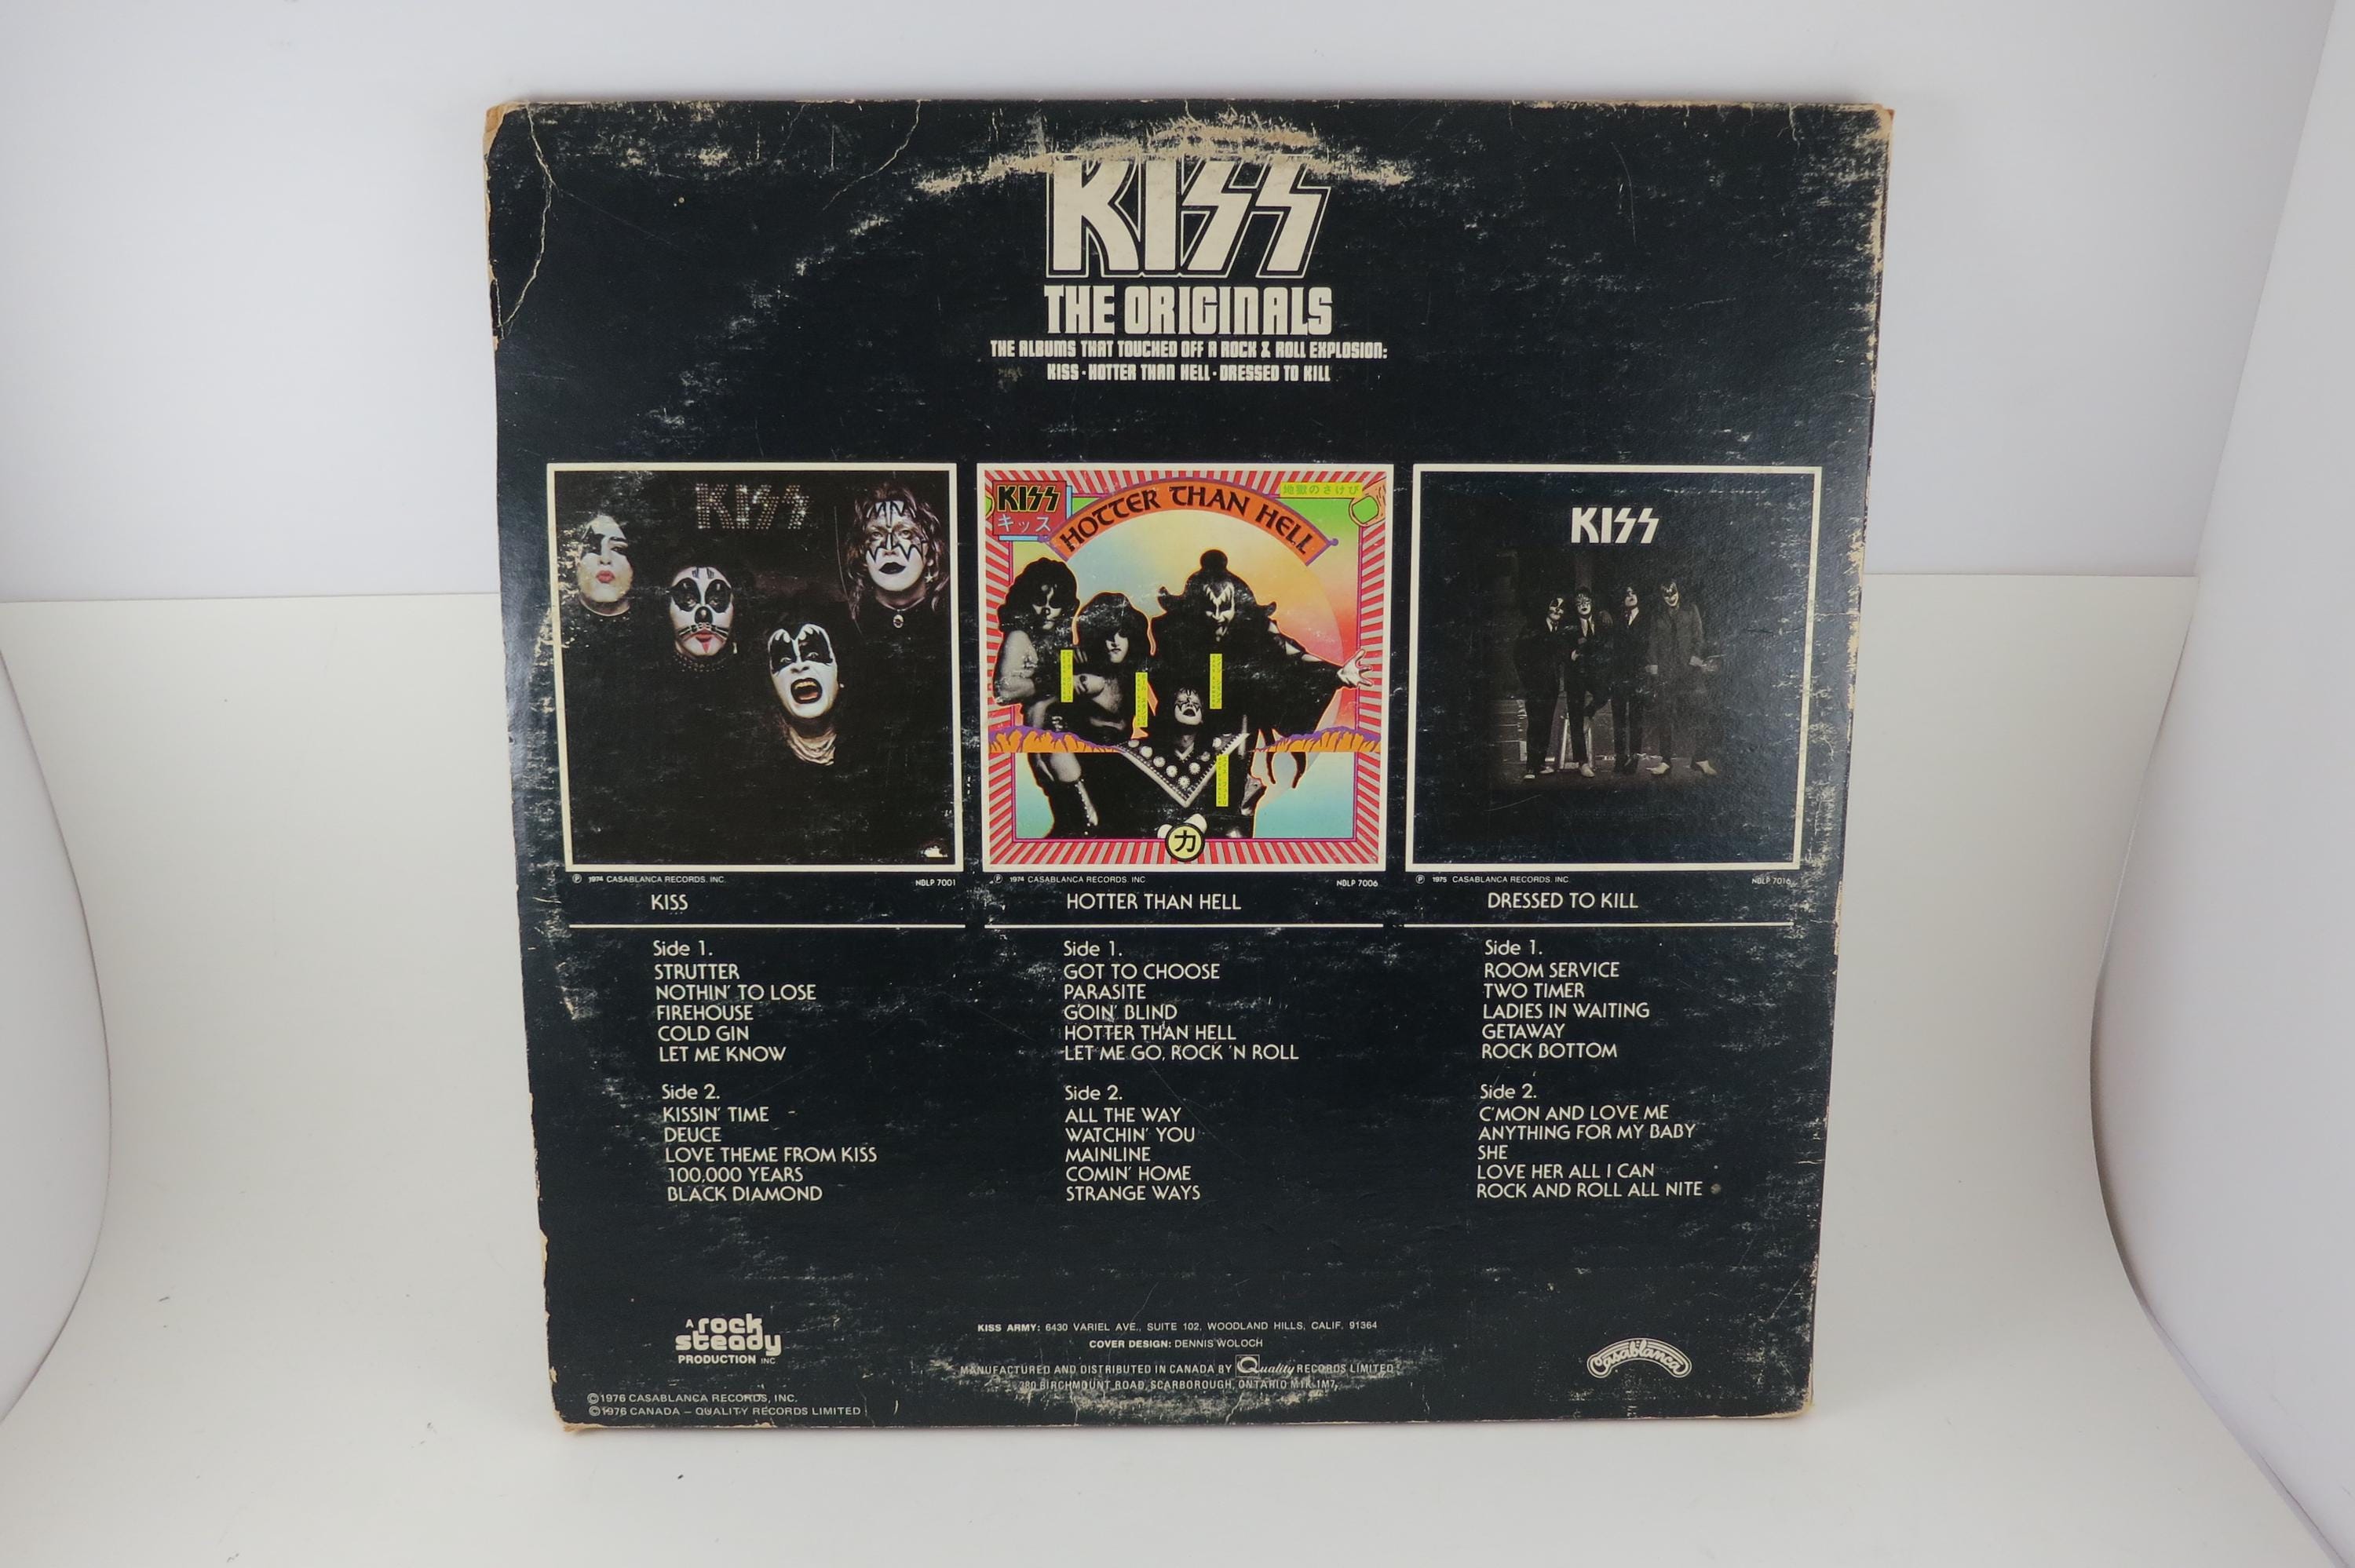 KISS
THE ORIGINALS
THE ALBUMS THAT TOUCHED OFF A ROCK & ROLL EXPLOSION:
KISS · HOTTER THAN HELL · DRESSED TO KILL
KISS
Ⓟ 1974 CASABLANCA RECORDS, INC.
NBLP 7001
KISS
Side 1.
STRUTTER
NOTHIN' TO LOSE
FIREHOUSE
COLD GIN
LET ME KNOW
Side 2.
KISSIN' TIME
DEUCE
LOVE THEME FROM KISS
100,000 YEARS
BLACK DIAMOND
KISS
キッス
HOTTER THAN HELL
地獄のさけび
力
Ⓟ 1974 CASABLANCA RECORDS, INC.
NBLP 7006
HOTTER THAN HELL
Side 1.
GOT TO CHOOSE
PARASITE
GOIN' BLIND
HOTTER THAN HELL
LET ME GO, ROCK 'N ROLL
Side 2.
ALL THE WAY
WATCHIN' YOU
MAINLINE
COMIN' HOME
STRANGE WAYS
KISS
Ⓟ 1975 CASABLANCA RECORDS, INC.
NBLP 7016
DRESSED TO KILL
Side 1.
ROOM SERVICE
TWO TIMER
LADIES IN WAITING
GETAWAY
ROCK BOTTOM
Side 2.
C'MON AND LOVE ME
ANYTHING FOR MY BABY
SHE
LOVE HER ALL I CAN
ROCK AND ROLL ALL NITE
A rock
steady
PRODUCTION INC
KISS ARMY: 6430 VARIEL AVE., SUITE 102, WOODLAND HILLS, CALIF. 91364
COVER DESIGN: DENNIS WOLOCH
MANUFACTURED AND DISTRIBUTED IN CANADA BY Quality RECORDS LIMITED
380 BIRCHMOUNT ROAD, SCARBOROUGH, ONTARIO M1K 1M7
Casablanca
©1976 CASABLANCA RECORDS, INC.
©1976 CANADA – QUALITY RECORDS LIMITED